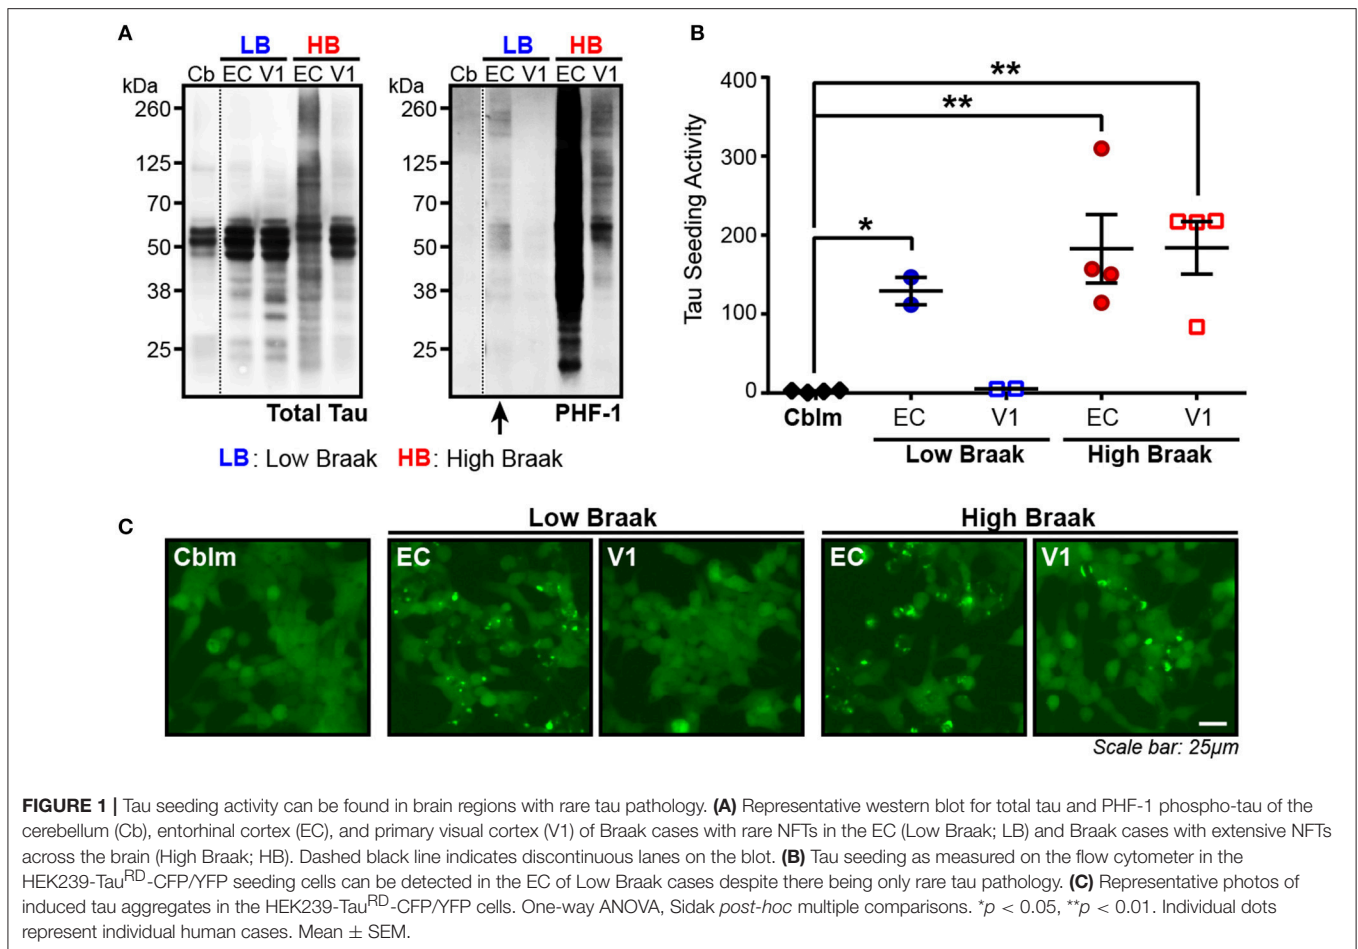 A
LB HB
Cb EC V1 EC V1
kDa
260
125
70
50
38
25
Total Tau
LB HB
Cb EC V1 EC V1
kDa
260
125
70
50
38
25
PHF-1
LB: Low Braak HB: High Braak
B
Tau Seeding Activity
400
300
200
100
0
*
**
**
Cblm EC V1 EC V1
Low Braak High Braak
C
Low Braak High Braak
Cblm EC V1 EC V1
Scale bar: 25µm
FIGURE 1 | Tau seeding activity can be found in brain regions with rare tau pathology. (A) Representative western blot for total tau and PHF-1 phospho-tau of the
cerebellum (Cb), entorhinal cortex (EC), and primary visual cortex (V1) of Braak cases with rare NFTs in the EC (Low Braak; LB) and Braak cases with extensive NFTs
across the brain (High Braak; HB). Dashed black line indicates discontinuous lanes on the blot. (B) Tau seeding as measured on the flow cytometer in the
HEK239-TauRD-CFP/YFP seeding cells can be detected in the EC of Low Braak cases despite there being only rare tau pathology. (C) Representative photos of
induced tau aggregates in the HEK239-TauRD-CFP/YFP cells. One-way ANOVA, Sidak post-hoc multiple comparisons. *p < 0.05, **p < 0.01. Individual dots
represent individual human cases. Mean ± SEM.